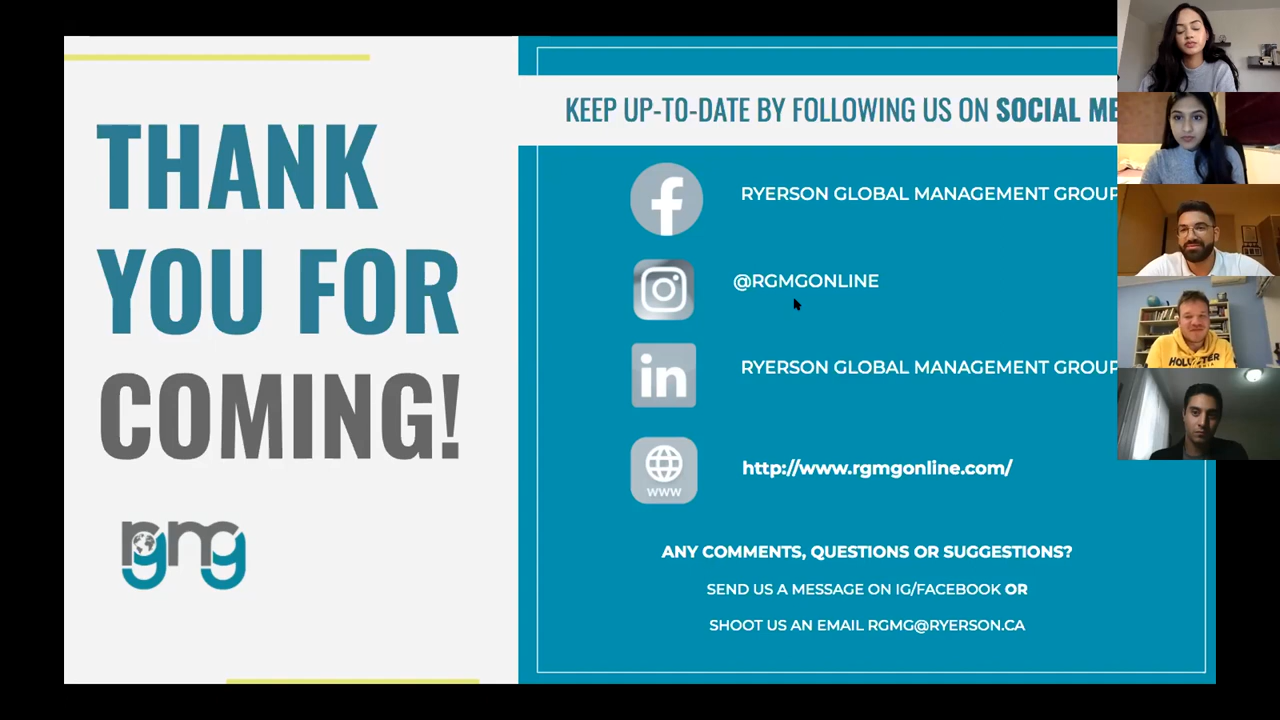 THANK
YOU FOR
COMING!
rgmg
KEEP UP-TO-DATE BY FOLLOWING US ON SOCIAL ME
RYERSON GLOBAL MANAGEMENT GROUP
@RGMGONLINE
in
RYERSON GLOBAL MANAGEMENT GROUP
www
http://www.rgmgonline.com/
ANY COMMENTS, QUESTIONS OR SUGGESTIONS?
SEND US A MESSAGE ON IG/FACEBOOK OR
SHOOT US AN EMAIL RGMG@RYERSON.CA